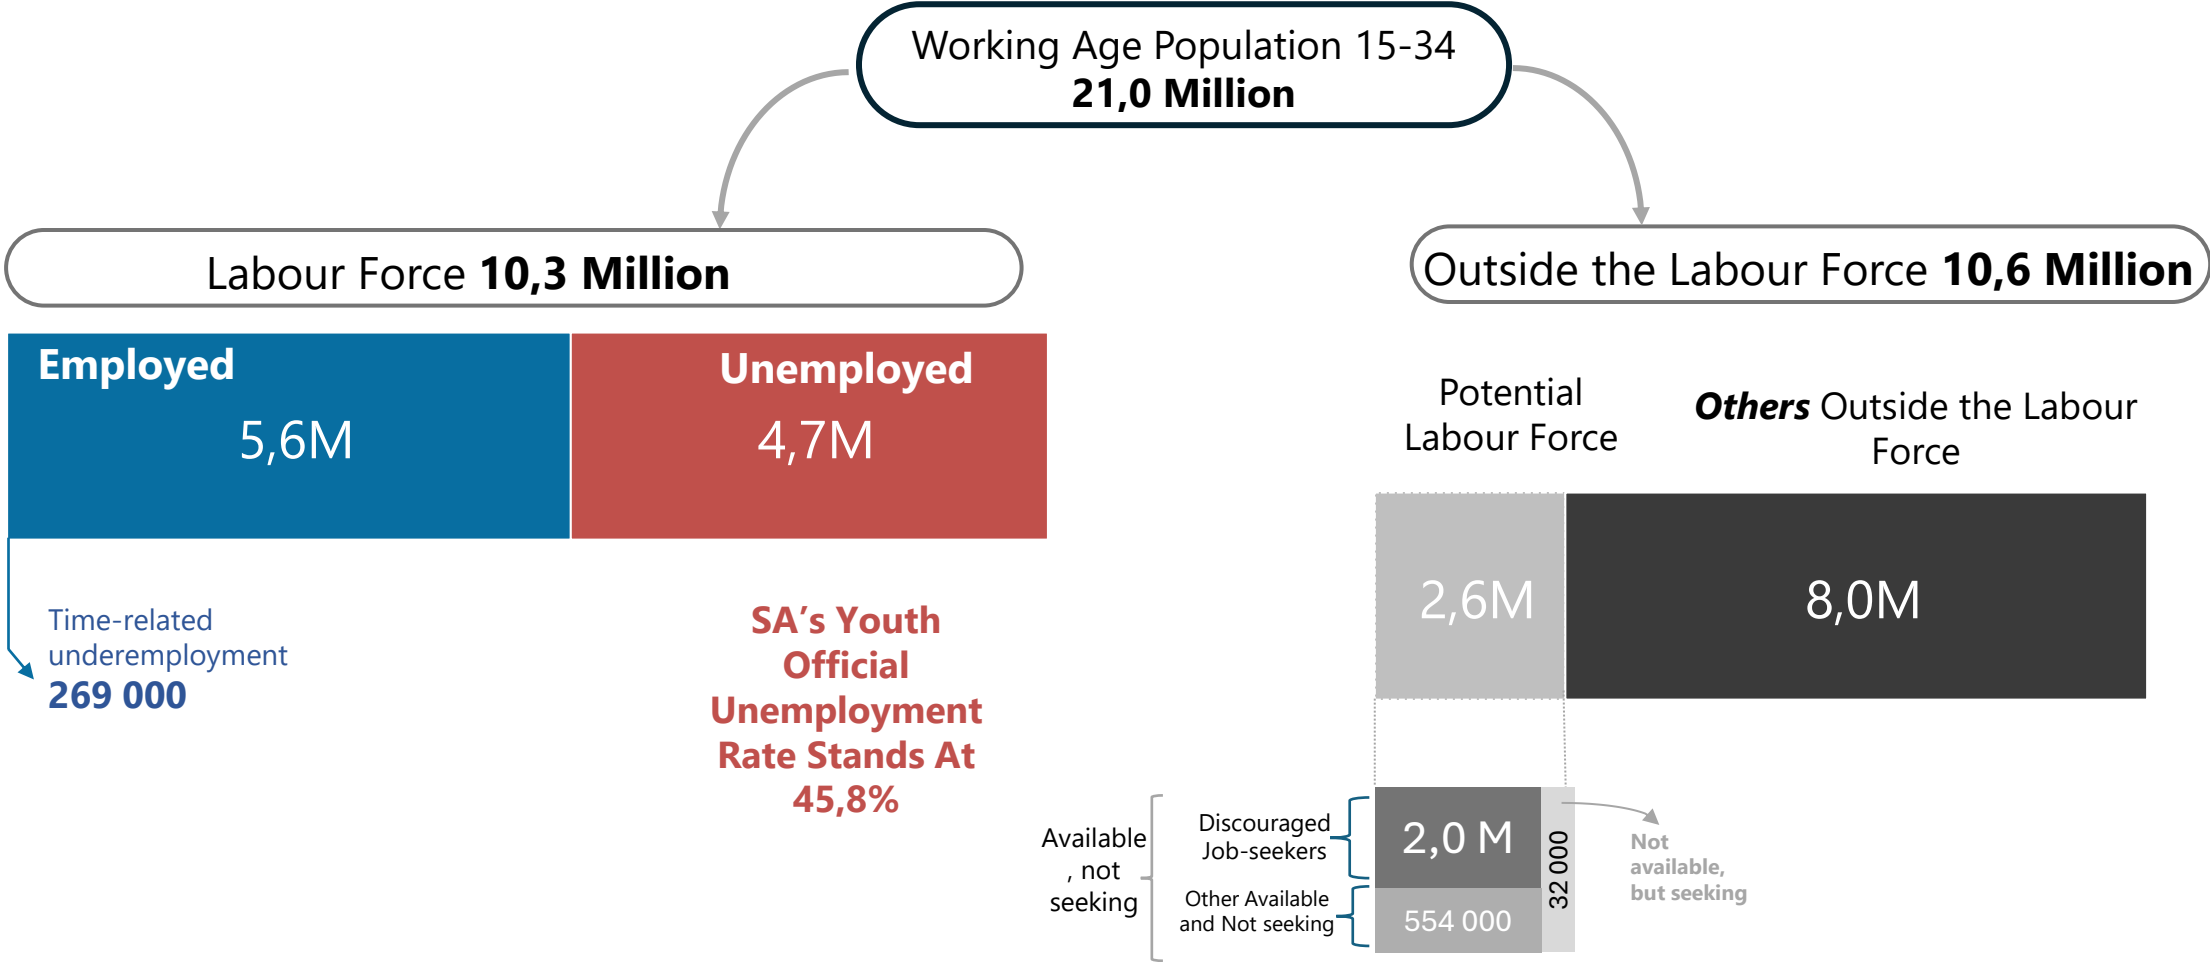 Working Age Population 15-34
21,0 Million
Labour Force 10,3 Million
Outside the Labour Force 10,6 Million
Employed
5,6M
Unemployed
4,7M
Time-related
underemployment
269 000
SA’s Youth
Official
Unemployment
Rate Stands At
45,8%
Potential
Labour Force
Others Outside the Labour
Force
2,6M
8,0M
Available
, not
seeking
Discouraged
Job-seekers
2,0 M
Other Available
and Not seeking
554 000
32 000
Not
available,
but seeking